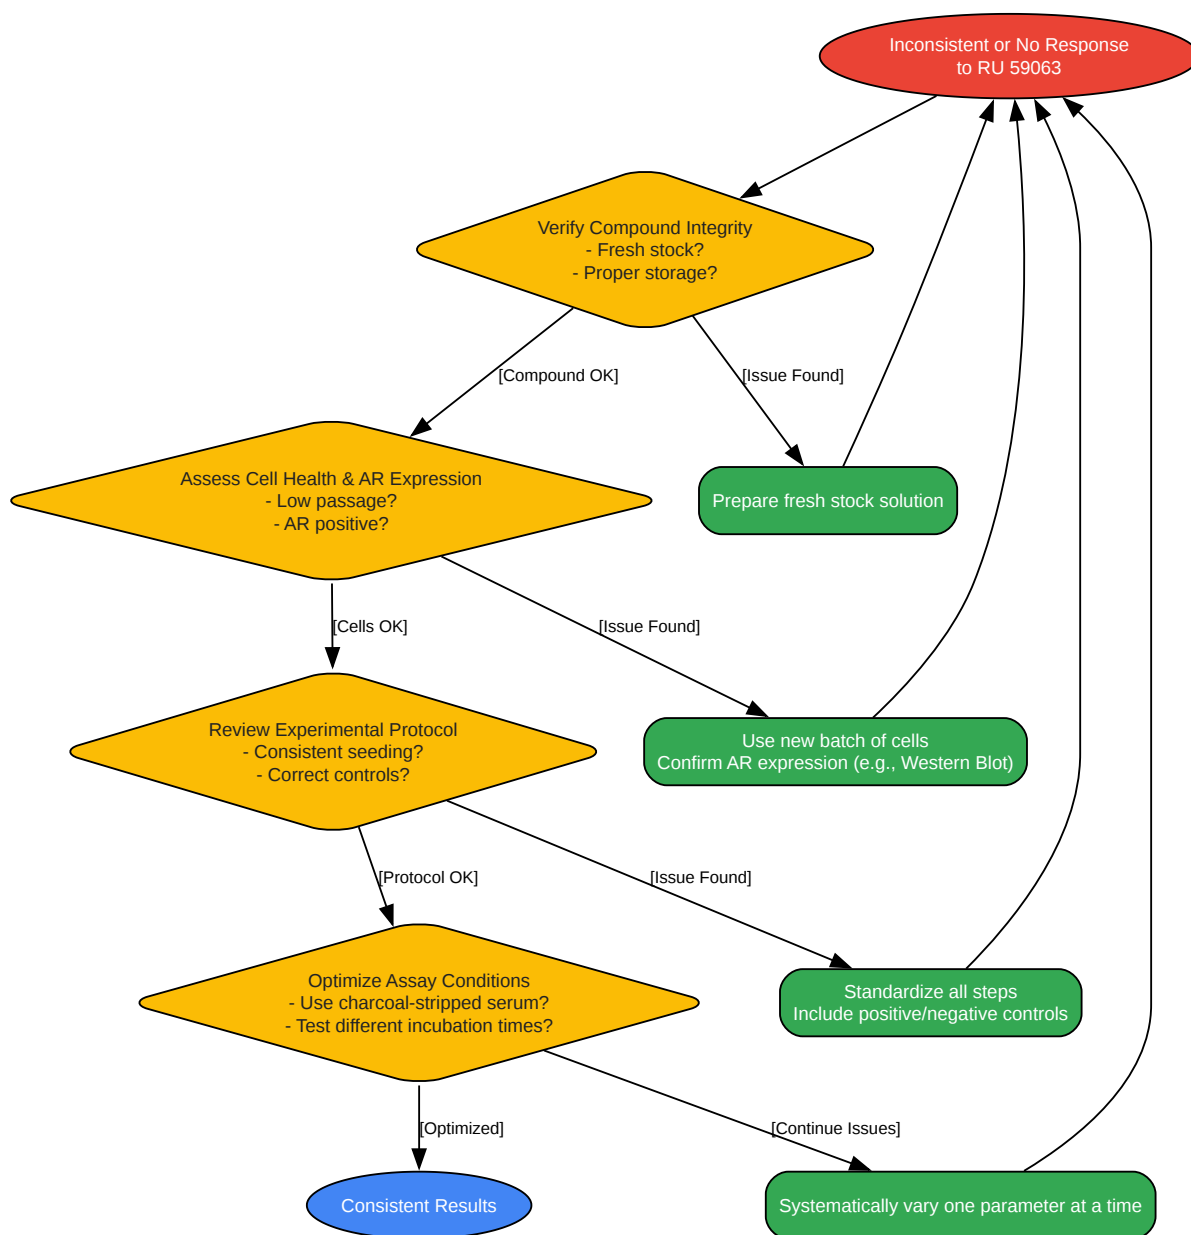 Inconsistent or No Response
to RU 59063
Verify Compound Integrity
- Fresh stock?
- Proper storage?
[Compound OK]
[Issue Found]
Assess Cell Health & AR Expression
- Low passage?
- AR positive?
Prepare fresh stock solution
[Cells OK]
[Issue Found]
Review Experimental Protocol
- Consistent seeding?
- Correct controls?
Use new batch of cells
Confirm AR expression (e.g., Western Blot)
[Protocol OK]
[Issue Found]
Optimize Assay Conditions
- Use charcoal-stripped serum?
- Test different incubation times?
Standardize all steps
Include positive/negative controls
[Optimized]
[Continue Issues]
Consistent Results
Systematically vary one parameter at a time